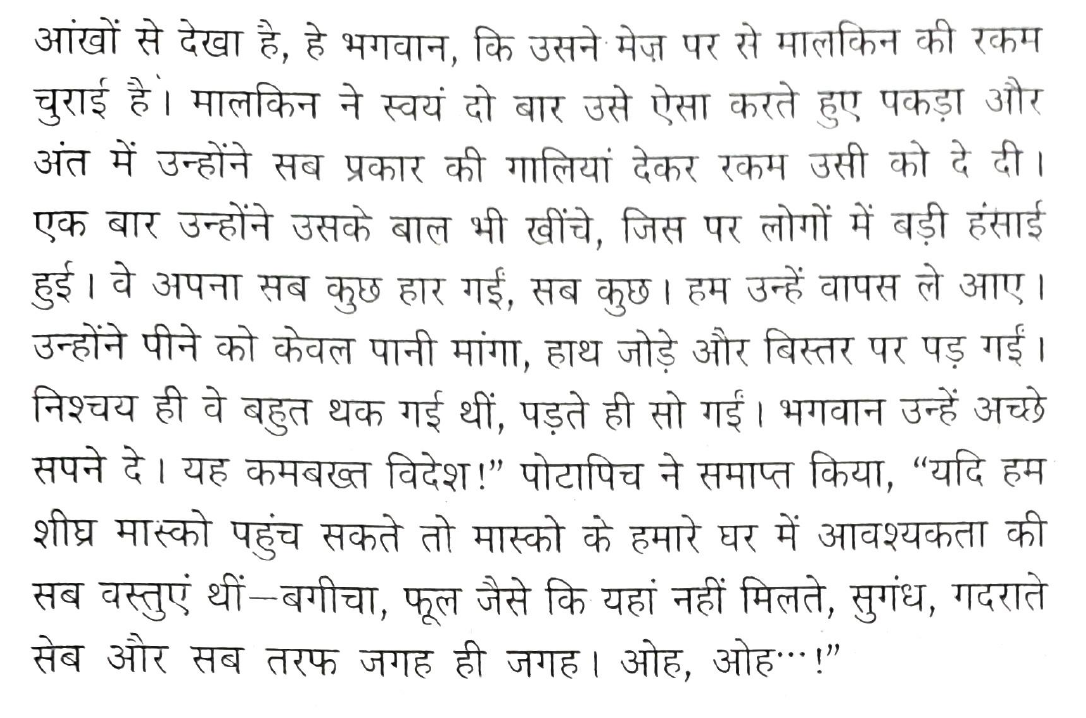 आंखों से देखा है, हे भगवान, कि उसने मेज़ पर से मालकिन की रकम
चुराई है। मालकिन ने स्वयं दो बार उसे ऐसा करते हुए पकड़ा और
अंत में उन्होंने सब प्रकार की गालियां देकर रकम उसी को दे दी।
एक बार उन्होंने उसके बाल भी खींचे, जिस पर लोगों में बड़ी हंसाई
हुई। वे अपना सब कुछ हार गईं, सब कुछ। हम उन्हें वापस ले आए।
उन्होंने पीने को केवल पानी मांगा, हाथ जोड़े और बिस्तर पर पड़ गईं।
निश्चय ही वे बहुत थक गई थीं, पड़ते ही सो गईं। भगवान उन्हें अच्छे
सपने दे। यह कमबख्त विदेश!” पोटापिच ने समाप्त किया, “यदि हम
शीघ्र मास्को पहुंच सकते तो मास्को के हमारे घर में आवश्यकता की
सब वस्तुएं थीं—बगीचा, फूल जैसे कि यहां नहीं मिलते, सुगंध, गदराते
सेब और सब तरफ जगह ही जगह। ओह, ओह···!”